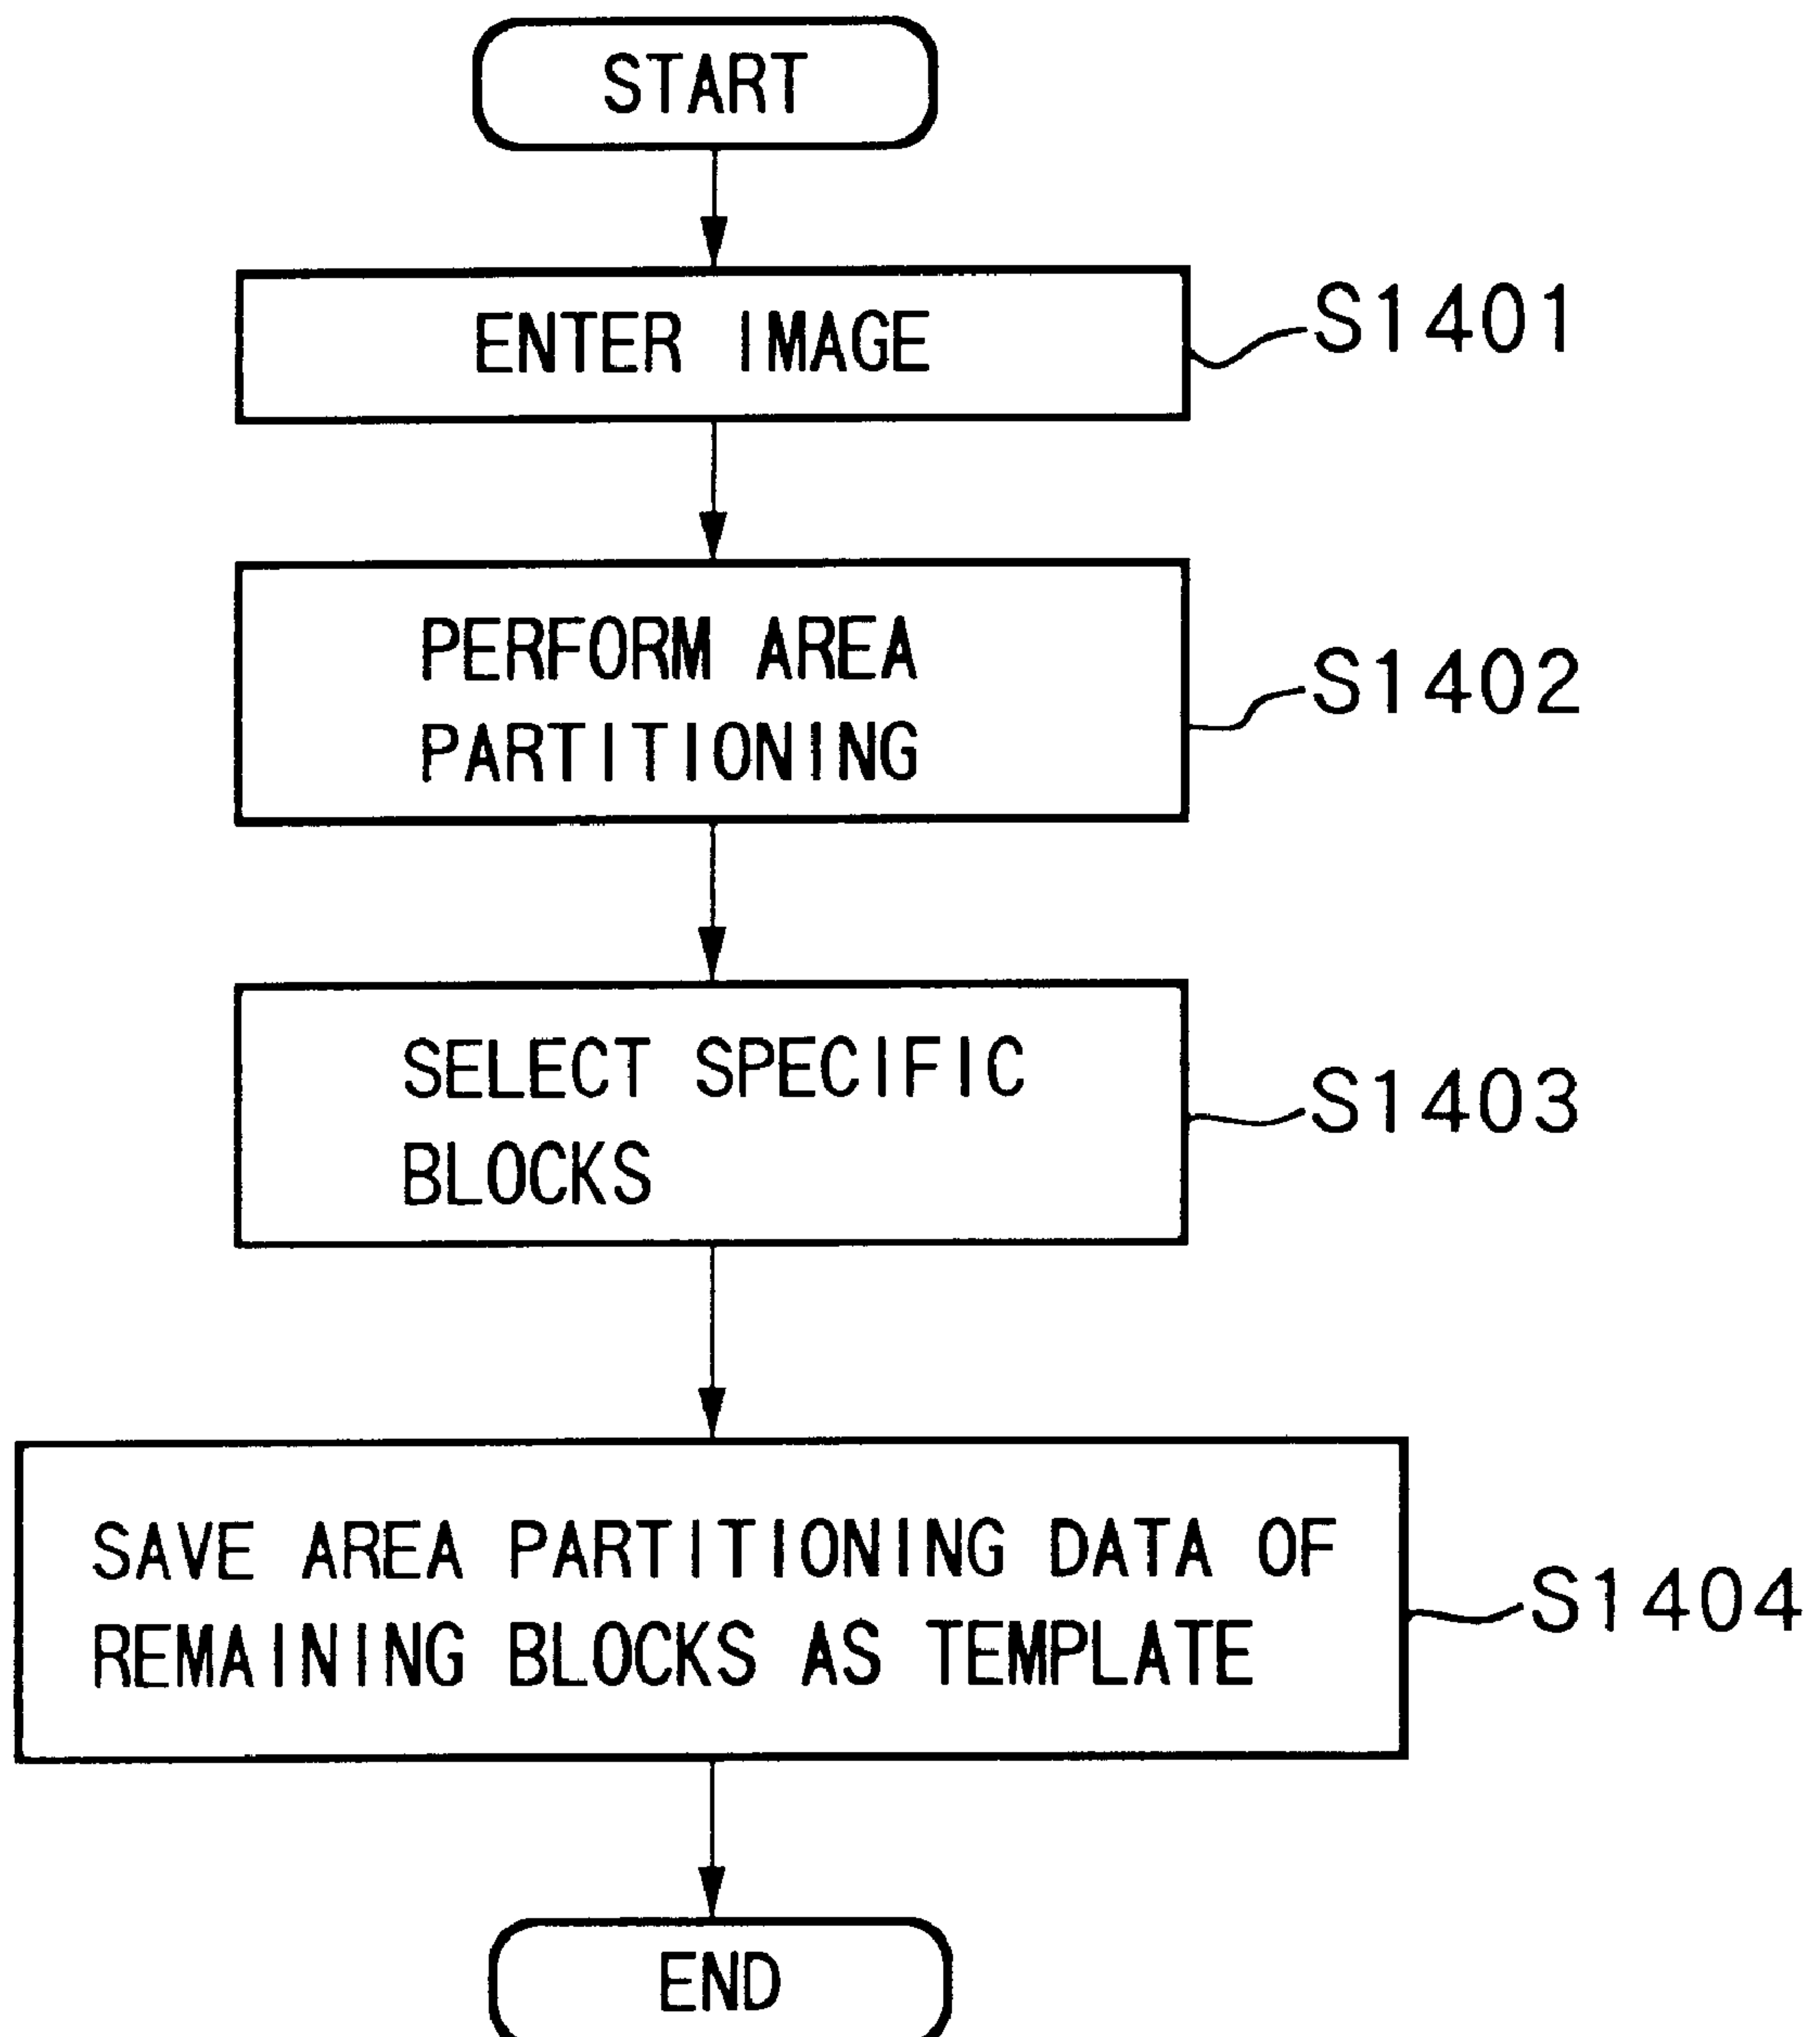 START
ENTER IMAGE
S1401
PERFORM AREA
PARTITIONING
S1402
SELECT SPECIFIC
BLOCKS
S1403
SAVE AREA PARTITIONING DATA OF
REMAINING BLOCKS AS TEMPLATE
S1404
END